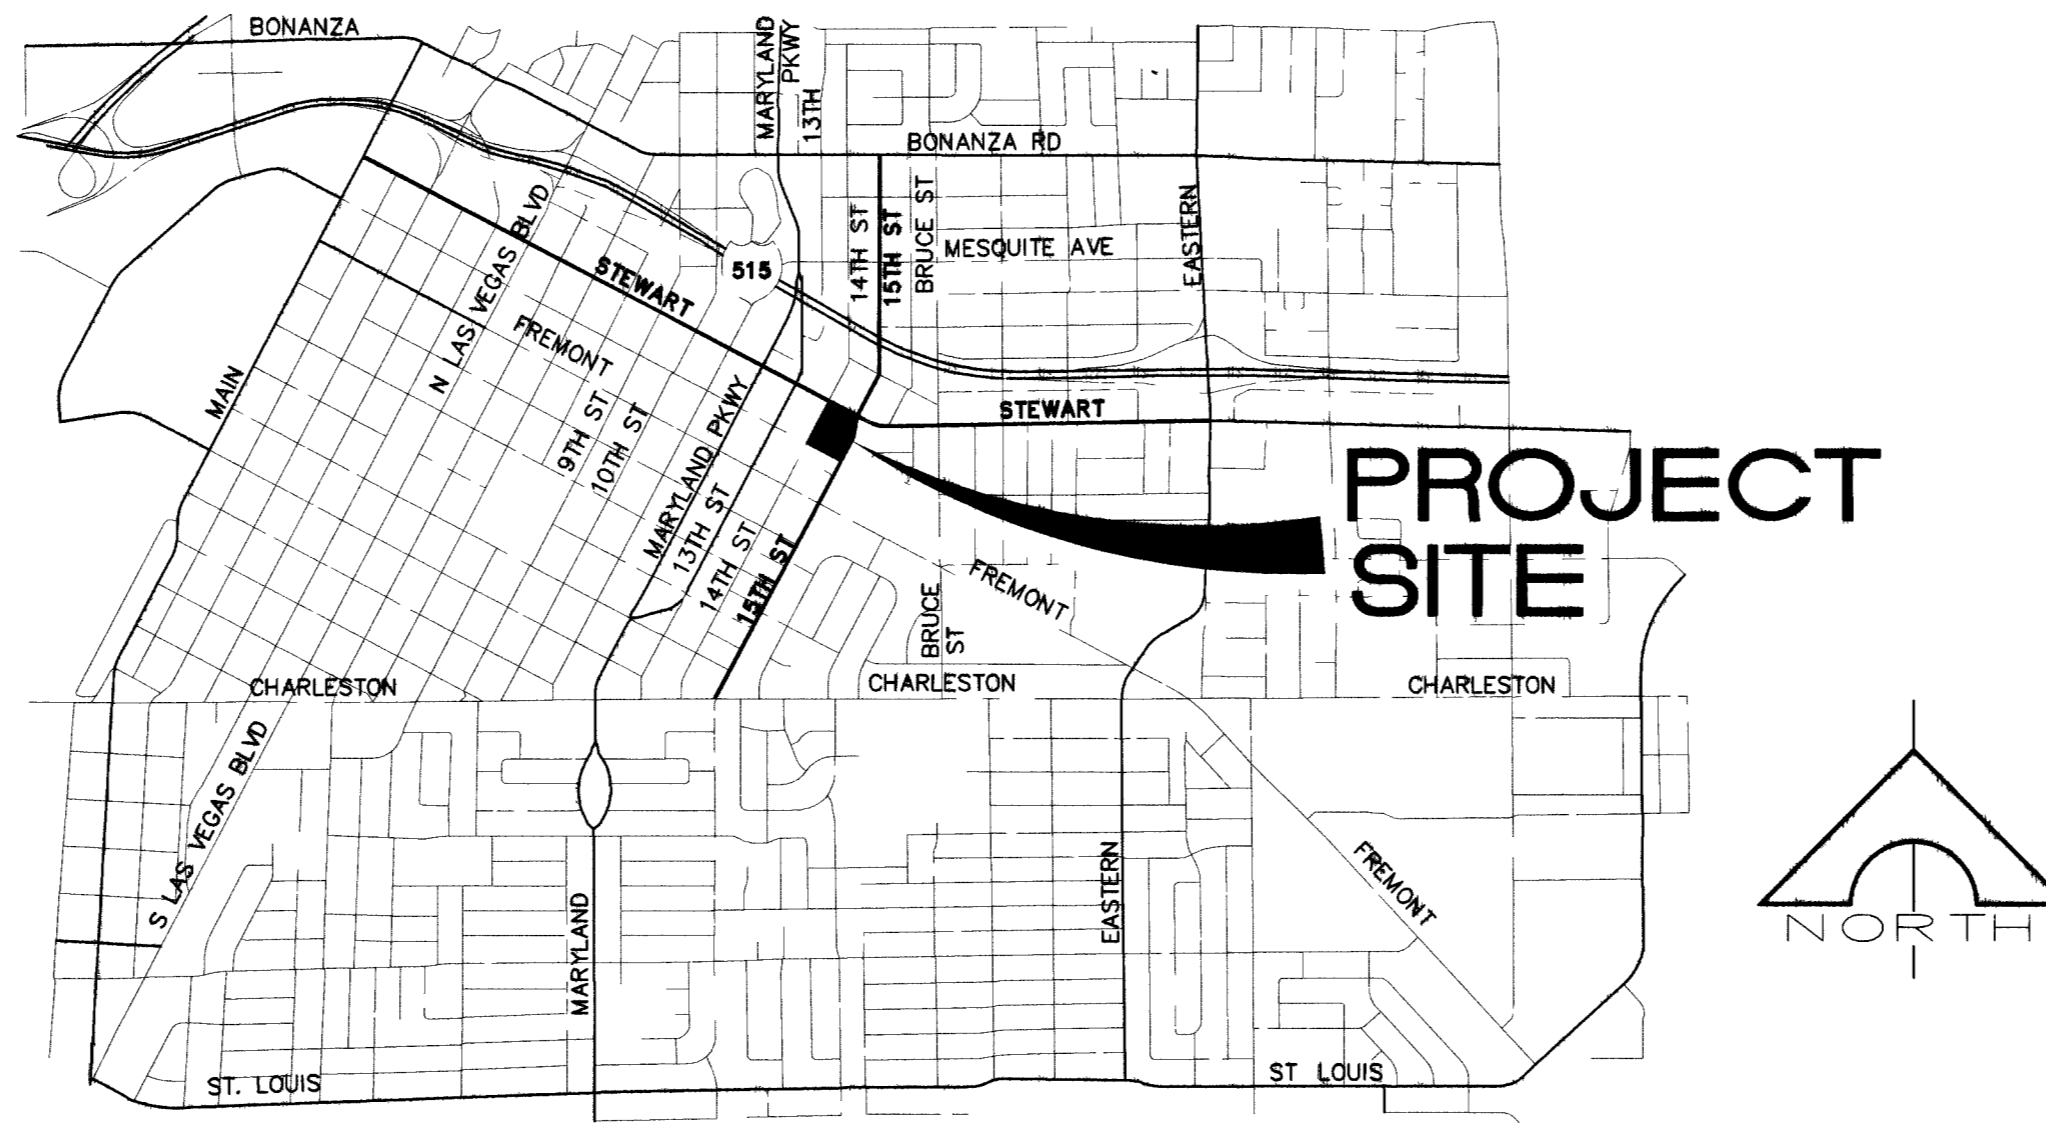 BONANZA
MARYLAND
PKWY
13TH
BONANZA RD
N LAS VEGAS BLVD
14TH ST
15TH ST
BRUCE ST
EASTERN
MESQUITE AVE
515
STEWART
FREMONT
MAIN
9TH ST
10TH ST
MARYLAND PKWY
13TH ST
14TH ST
15TH ST
STEWART
PROJECT
SITE
FREMONT
BRUCE
ST
CHARLESTON
CHARLESTON
CHARLESTON
S LAS VEGAS BLVD
MARYLAND
EASTERN
FREMONT
NORTH
ST. LOUIS
ST LOUIS